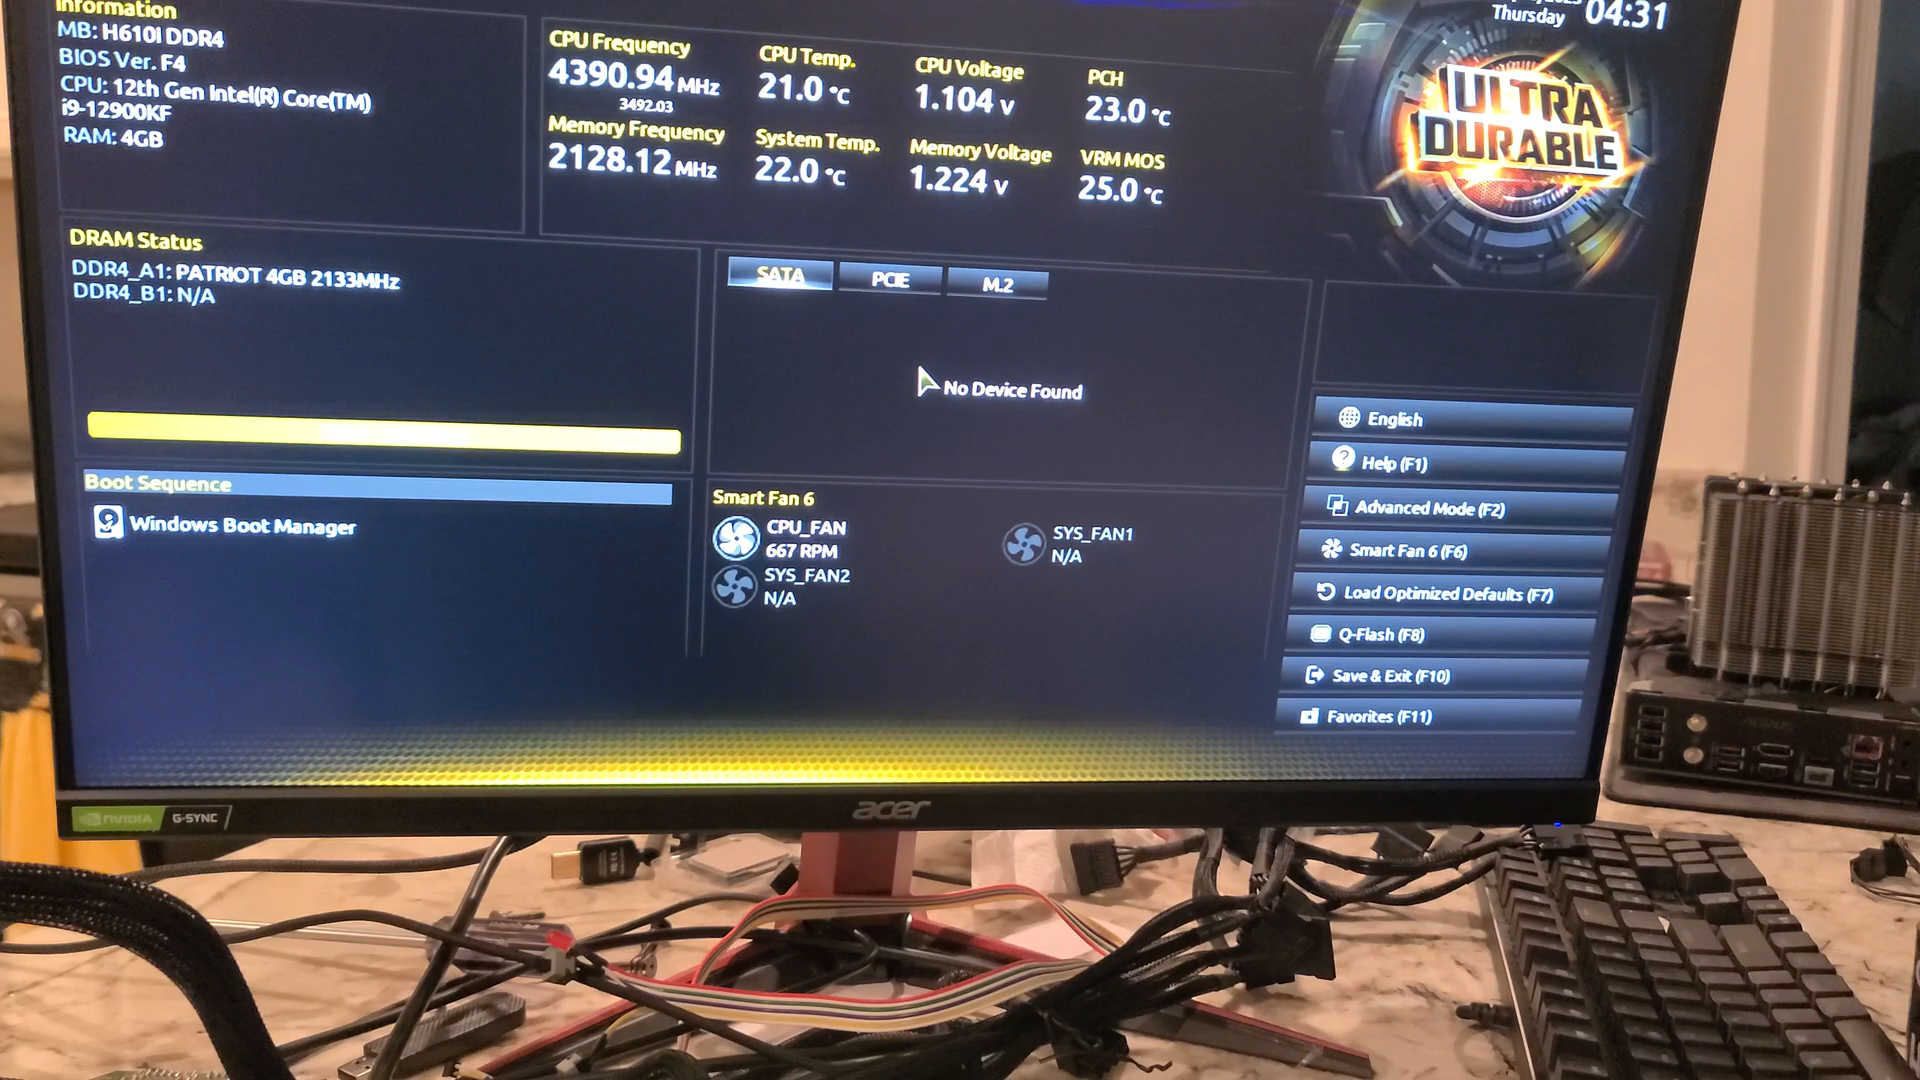 Information
MB: H610I DDR4
BIOS Ver. F4
CPU: 12th Gen Intel(R) Core(TM)
i9-12900KF
RAM: 4GB
CPU Frequency
4390.94 MHz
3492.03
Memory Frequency
2128.12 MHz
CPU Temp.
21.0 °C
System Temp.
22.0 °C
CPU Voltage
1.104 V
Memory Voltage
1.224 V
PCH
23.0 °C
VRM MOS
25.0 °C
Thursday
04:31
ULTRA
DURABLE
DRAM Status
DDR4_A1: PATRIOT 4GB 2133MHz
DDR4_B1: N/A
SATA
PCIE
M.2
No Device Found
Boot Sequence
Windows Boot Manager
Smart Fan 6
CPU_FAN
667 RPM
SYS_FAN1
N/A
SYS_FAN2
N/A
English
Help (F1)
Advanced Mode (F2)
Smart Fan 6 (F6)
Load Optimized Defaults (F7)
Q-Flash (F8)
Save & Exit (F10)
Favorites (F11)
NVIDIA
G-SYNC
acer